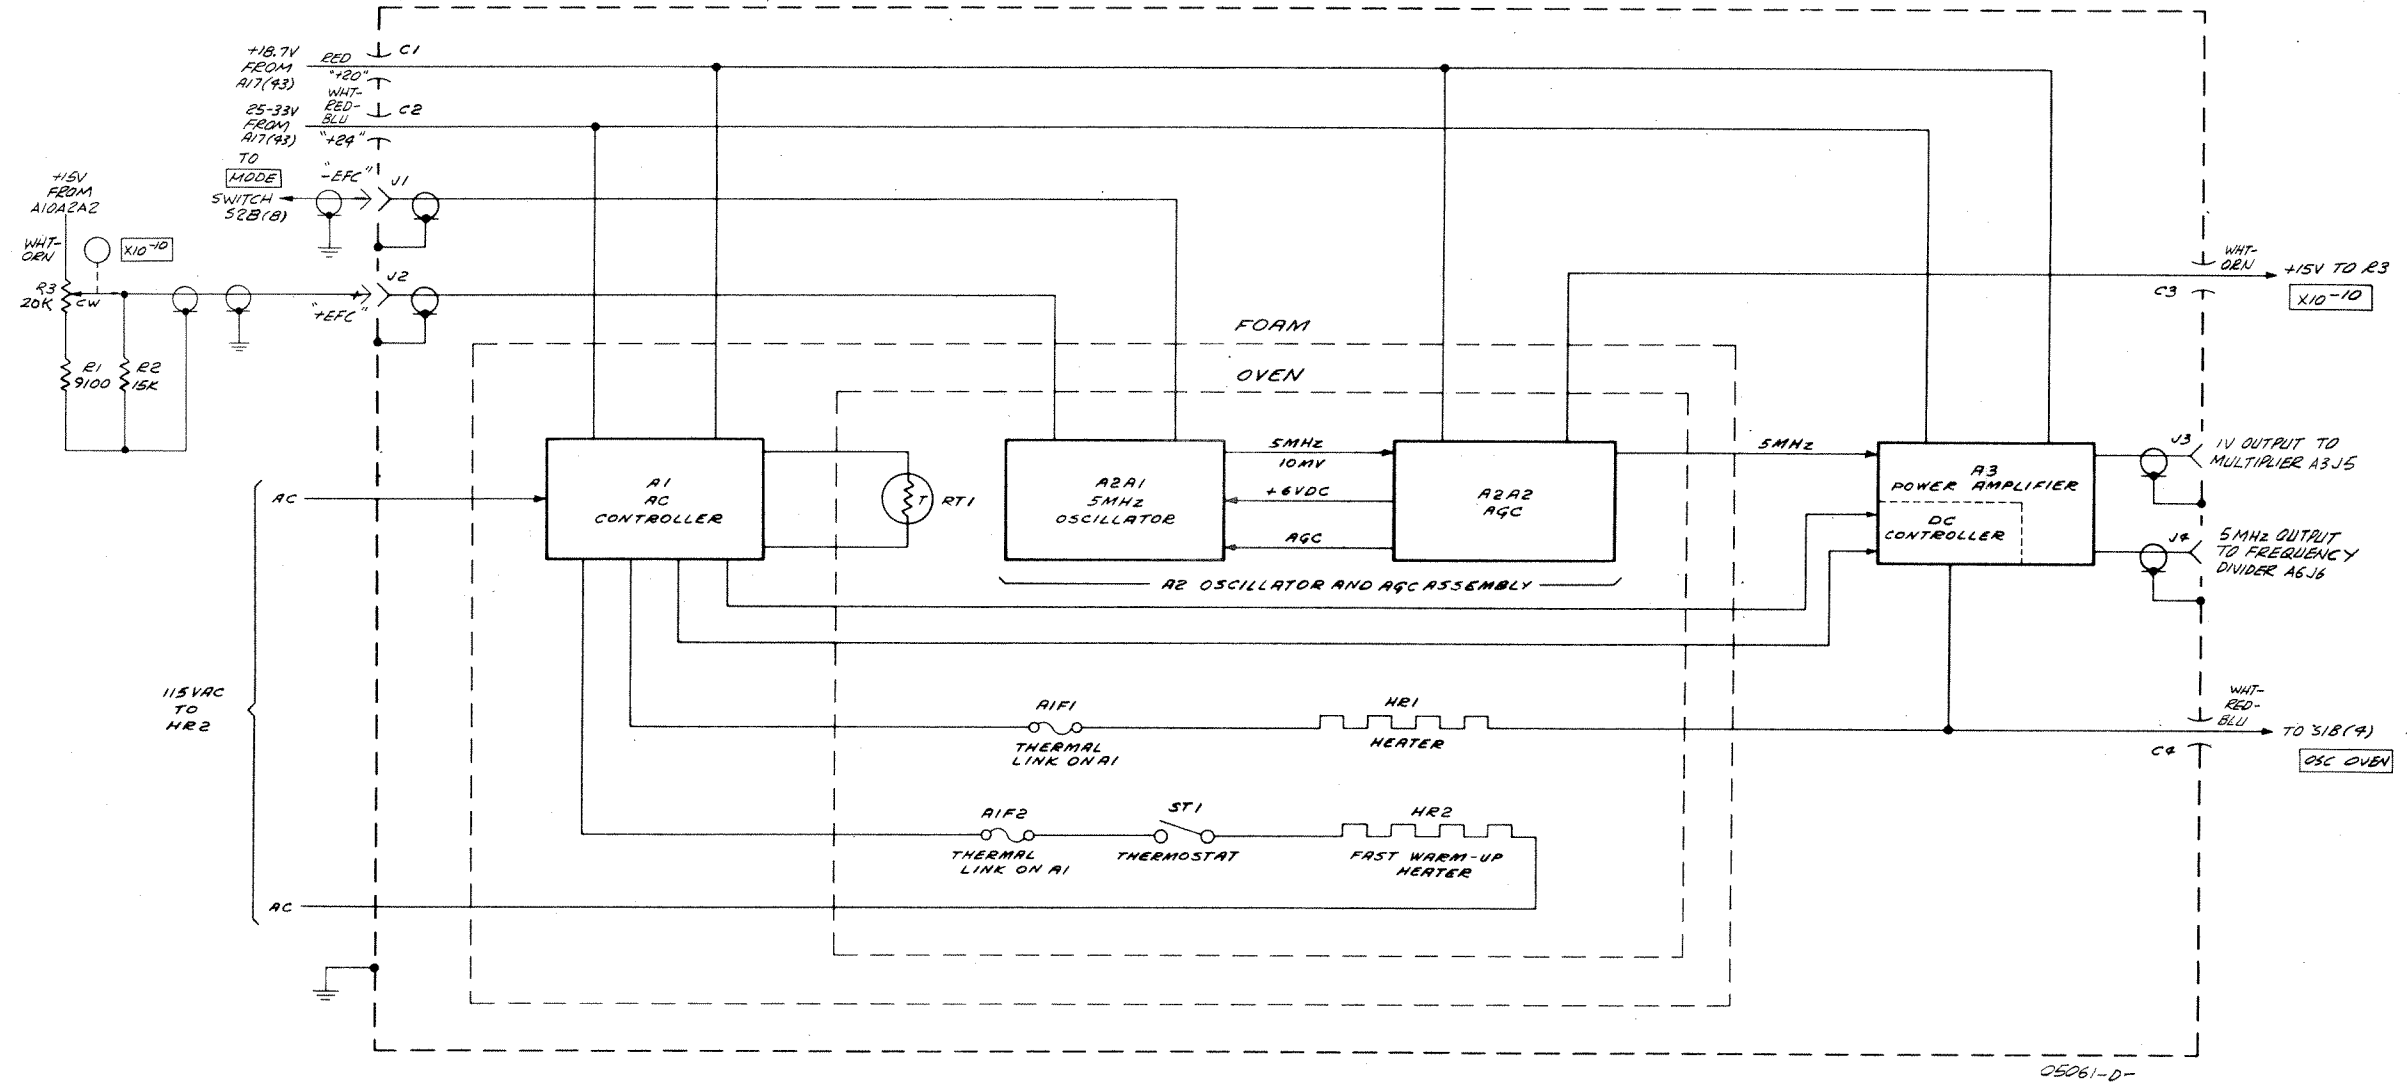 +18.7V
FROM
A17(43)
RED
"+20"
C1
25-33V
FROM
A17(43)
WHT-
RED-
BLU
"+24"
C2
TO
MODE
SWITCH
S2B(8)
"-EFC"
J1
+15V
FROM
A10A2A2
WHT-
ORN
X10-10
R3
20K
CW
"+EFC"
J2
R1
9100
R2
15K
FOAM
OVEN
WHT-
ORN
+15V TO R3
X10-10
C3
A1
AC
CONTROLLER
AC
T
RT1
A2A1
5MHZ
OSCILLATOR
5MHZ
10MV
+6VDC
AGC
A2A2
AGC
A2 OSCILLATOR AND AGC ASSEMBLY
5MHZ
A3
POWER AMPLIFIER
DC
CONTROLLER
J3
1V OUTPUT TO
MULTIPLIER A3J5
J4
5MHZ OUTPUT
TO FREQUENCY
DIVIDER A6J6
115VAC
TO
HR2
A1F1
THERMAL
LINK ON A1
HR1
HEATER
WHT-
RED-
BLU
TO S1B(4)
OSC OVEN
C4
A1F2
THERMAL
LINK ON A1
ST1
THERMOSTAT
HR2
FAST WARM-UP
HEATER
AC
05061-D-